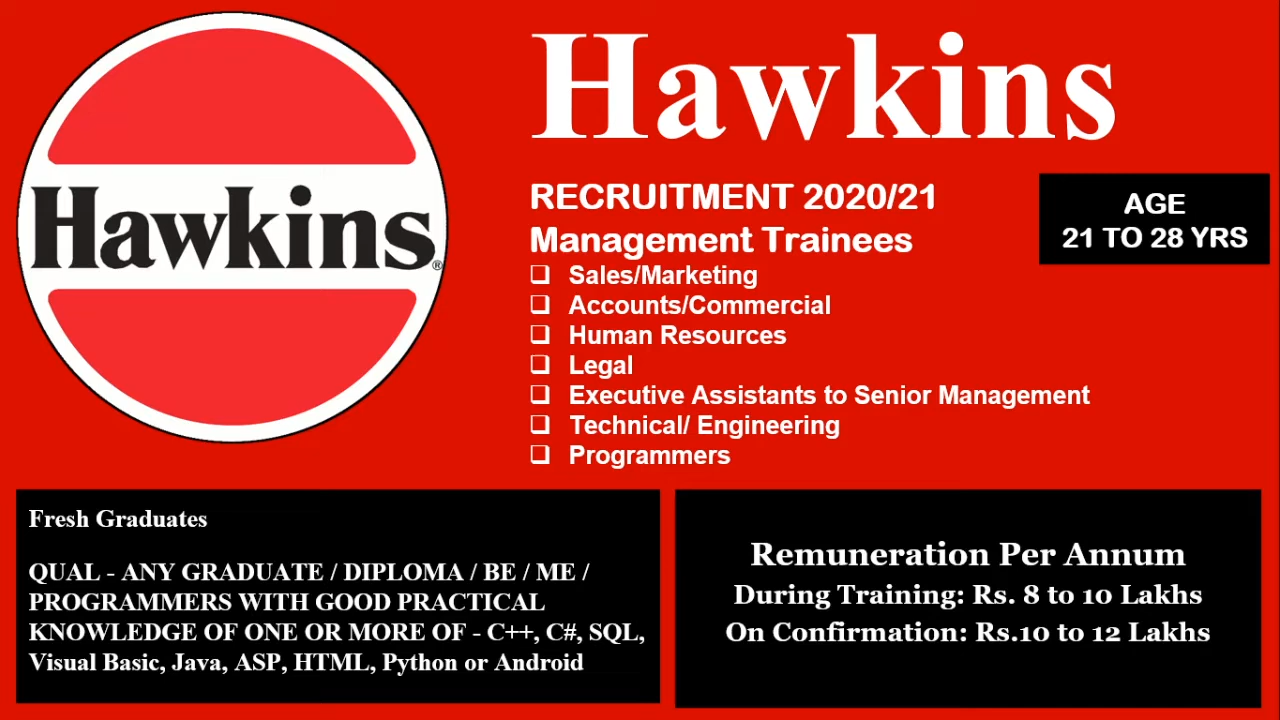 Hawkins
Hawkins®
RECRUITMENT 2020/21
Management Trainees
❑ Sales/Marketing
❑ Accounts/Commercial
❑ Human Resources
❑ Legal
❑ Executive Assistants to Senior Management
❑ Technical/ Engineering
❑ Programmers
AGE
21 TO 28 YRS
Fresh Graduates
QUAL - ANY GRADUATE / DIPLOMA / BE / ME /
PROGRAMMERS WITH GOOD PRACTICAL
KNOWLEDGE OF ONE OR MORE OF - C++, C#, SQL,
Visual Basic, Java, ASP, HTML, Python or Android
Remuneration Per Annum
During Training: Rs. 8 to 10 Lakhs
On Confirmation: Rs.10 to 12 Lakhs